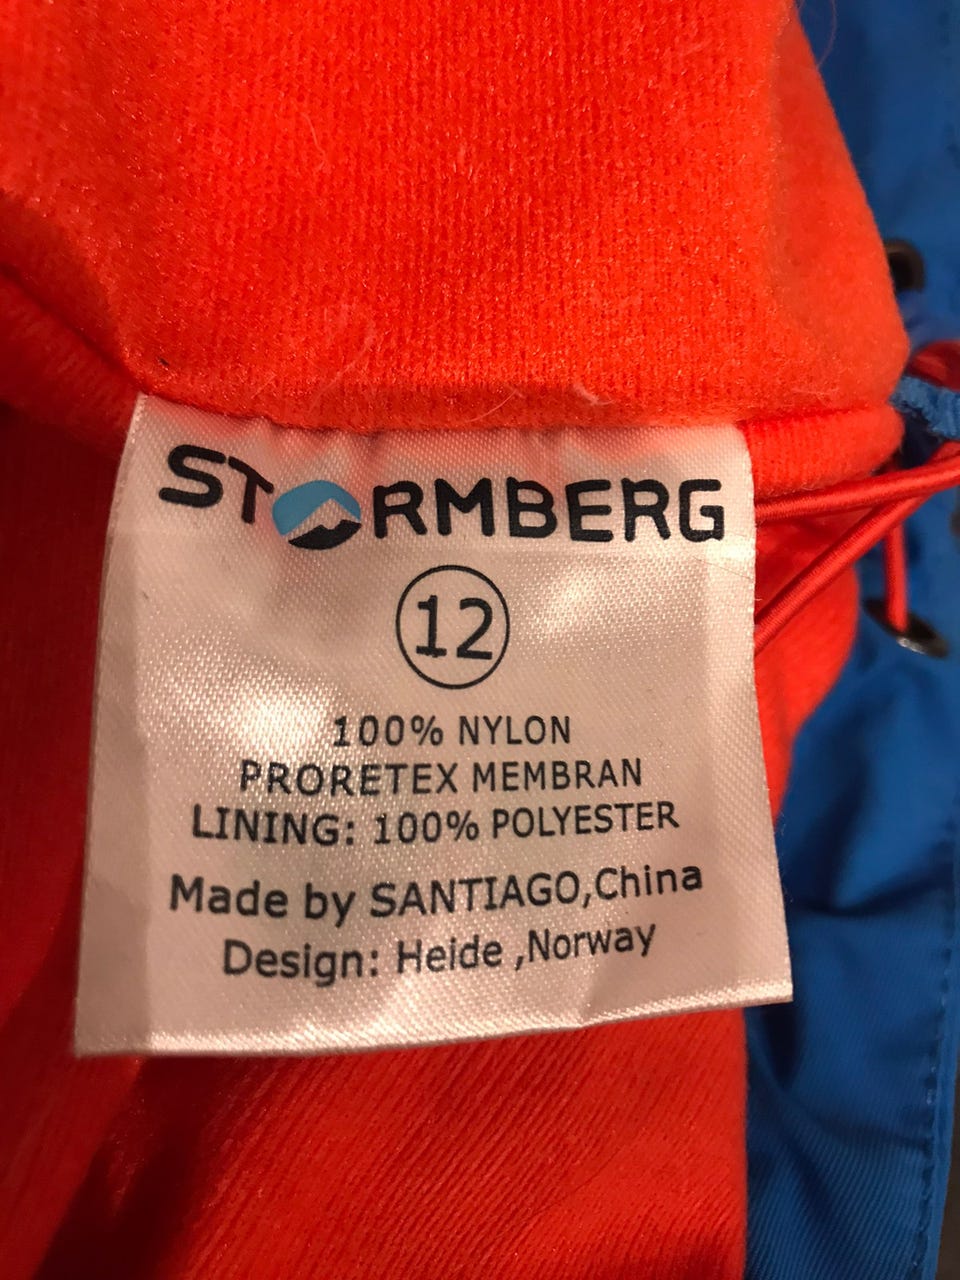 STORMBERG
12
100% NYLON
PRORETEX MEMBRAN
LINING: 100% POLYESTER
Made by SANTIAGO,China
Design: Heide ,Norway